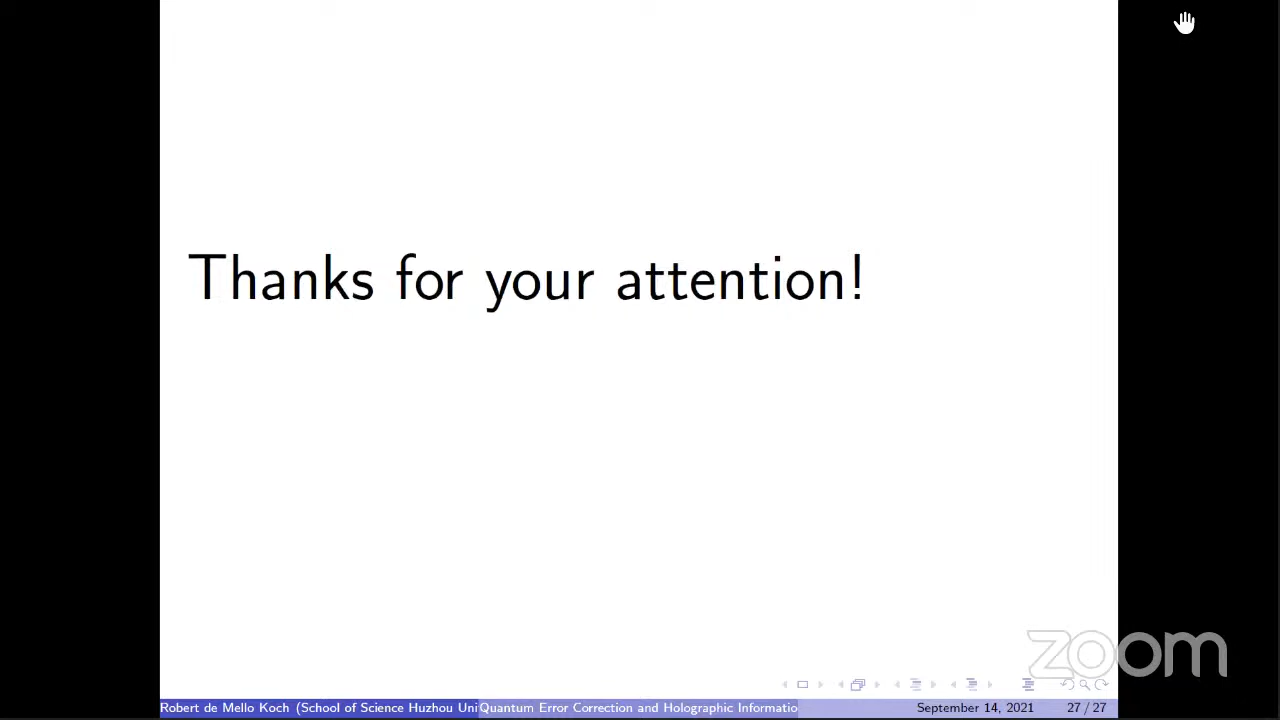 Thanks for your attention!
zoom
Robert de Mello Koch (School of Science Huzhou Uni Quantum Error Correction and Holographic Informatio September 14, 2021 27 / 27